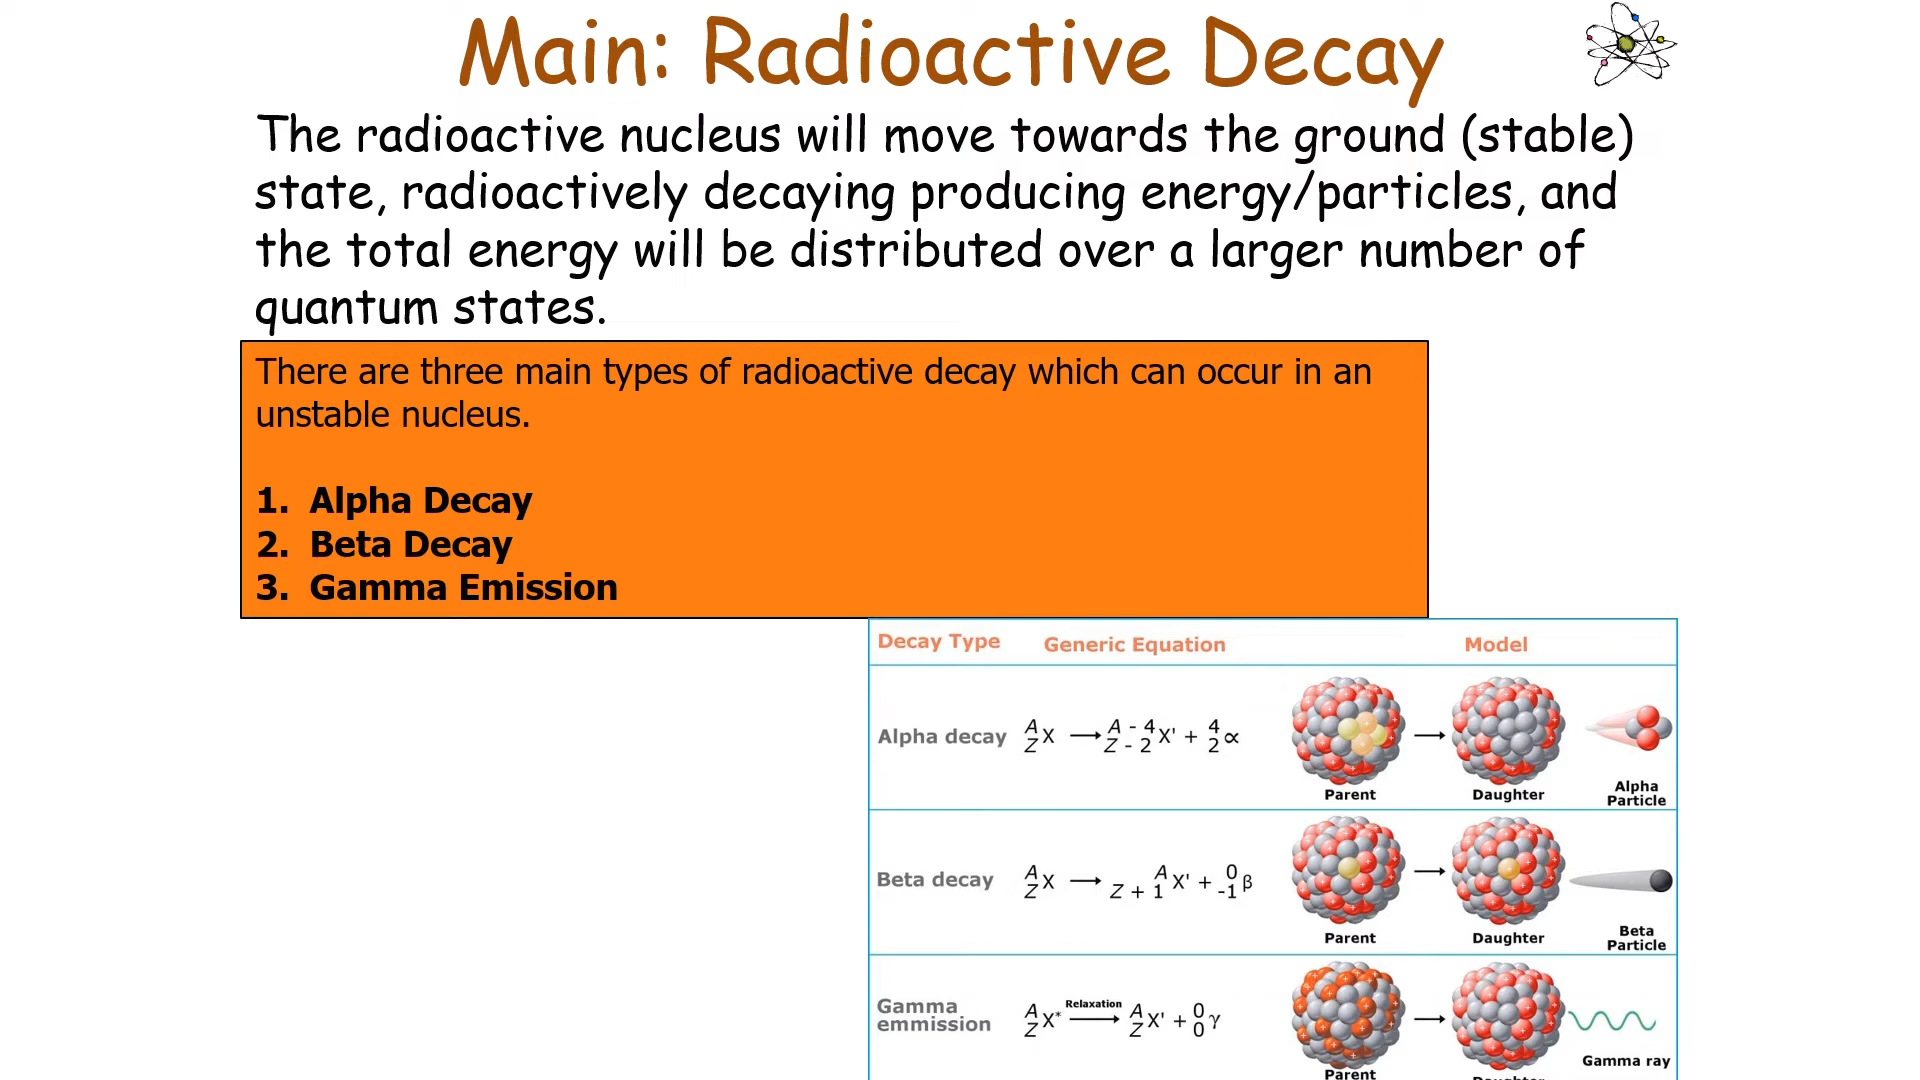 Main: Radioactive Decay
The radioactive nucleus will move towards the ground (stable)
state, radioactively decaying producing energy/particles, and
the total energy will be distributed over a larger number of
quantum states.
There are three main types of radioactive decay which can occur in an
unstable nucleus.
1. Alpha Decay
2. Beta Decay
3. Gamma Emission
Decay Type Generic Equation Model
Alpha decay A Z X → A - 4 Z - 2 X' + 4 2 ∝
Parent Daughter Alpha
Particle
Beta decay A Z X → A Z + 1 X' + 0 -1 β
Parent Daughter Beta
Particle
Gamma
emmission A Z X* Relaxation → A Z X' + 0 0 γ
Gamma ray
Parent